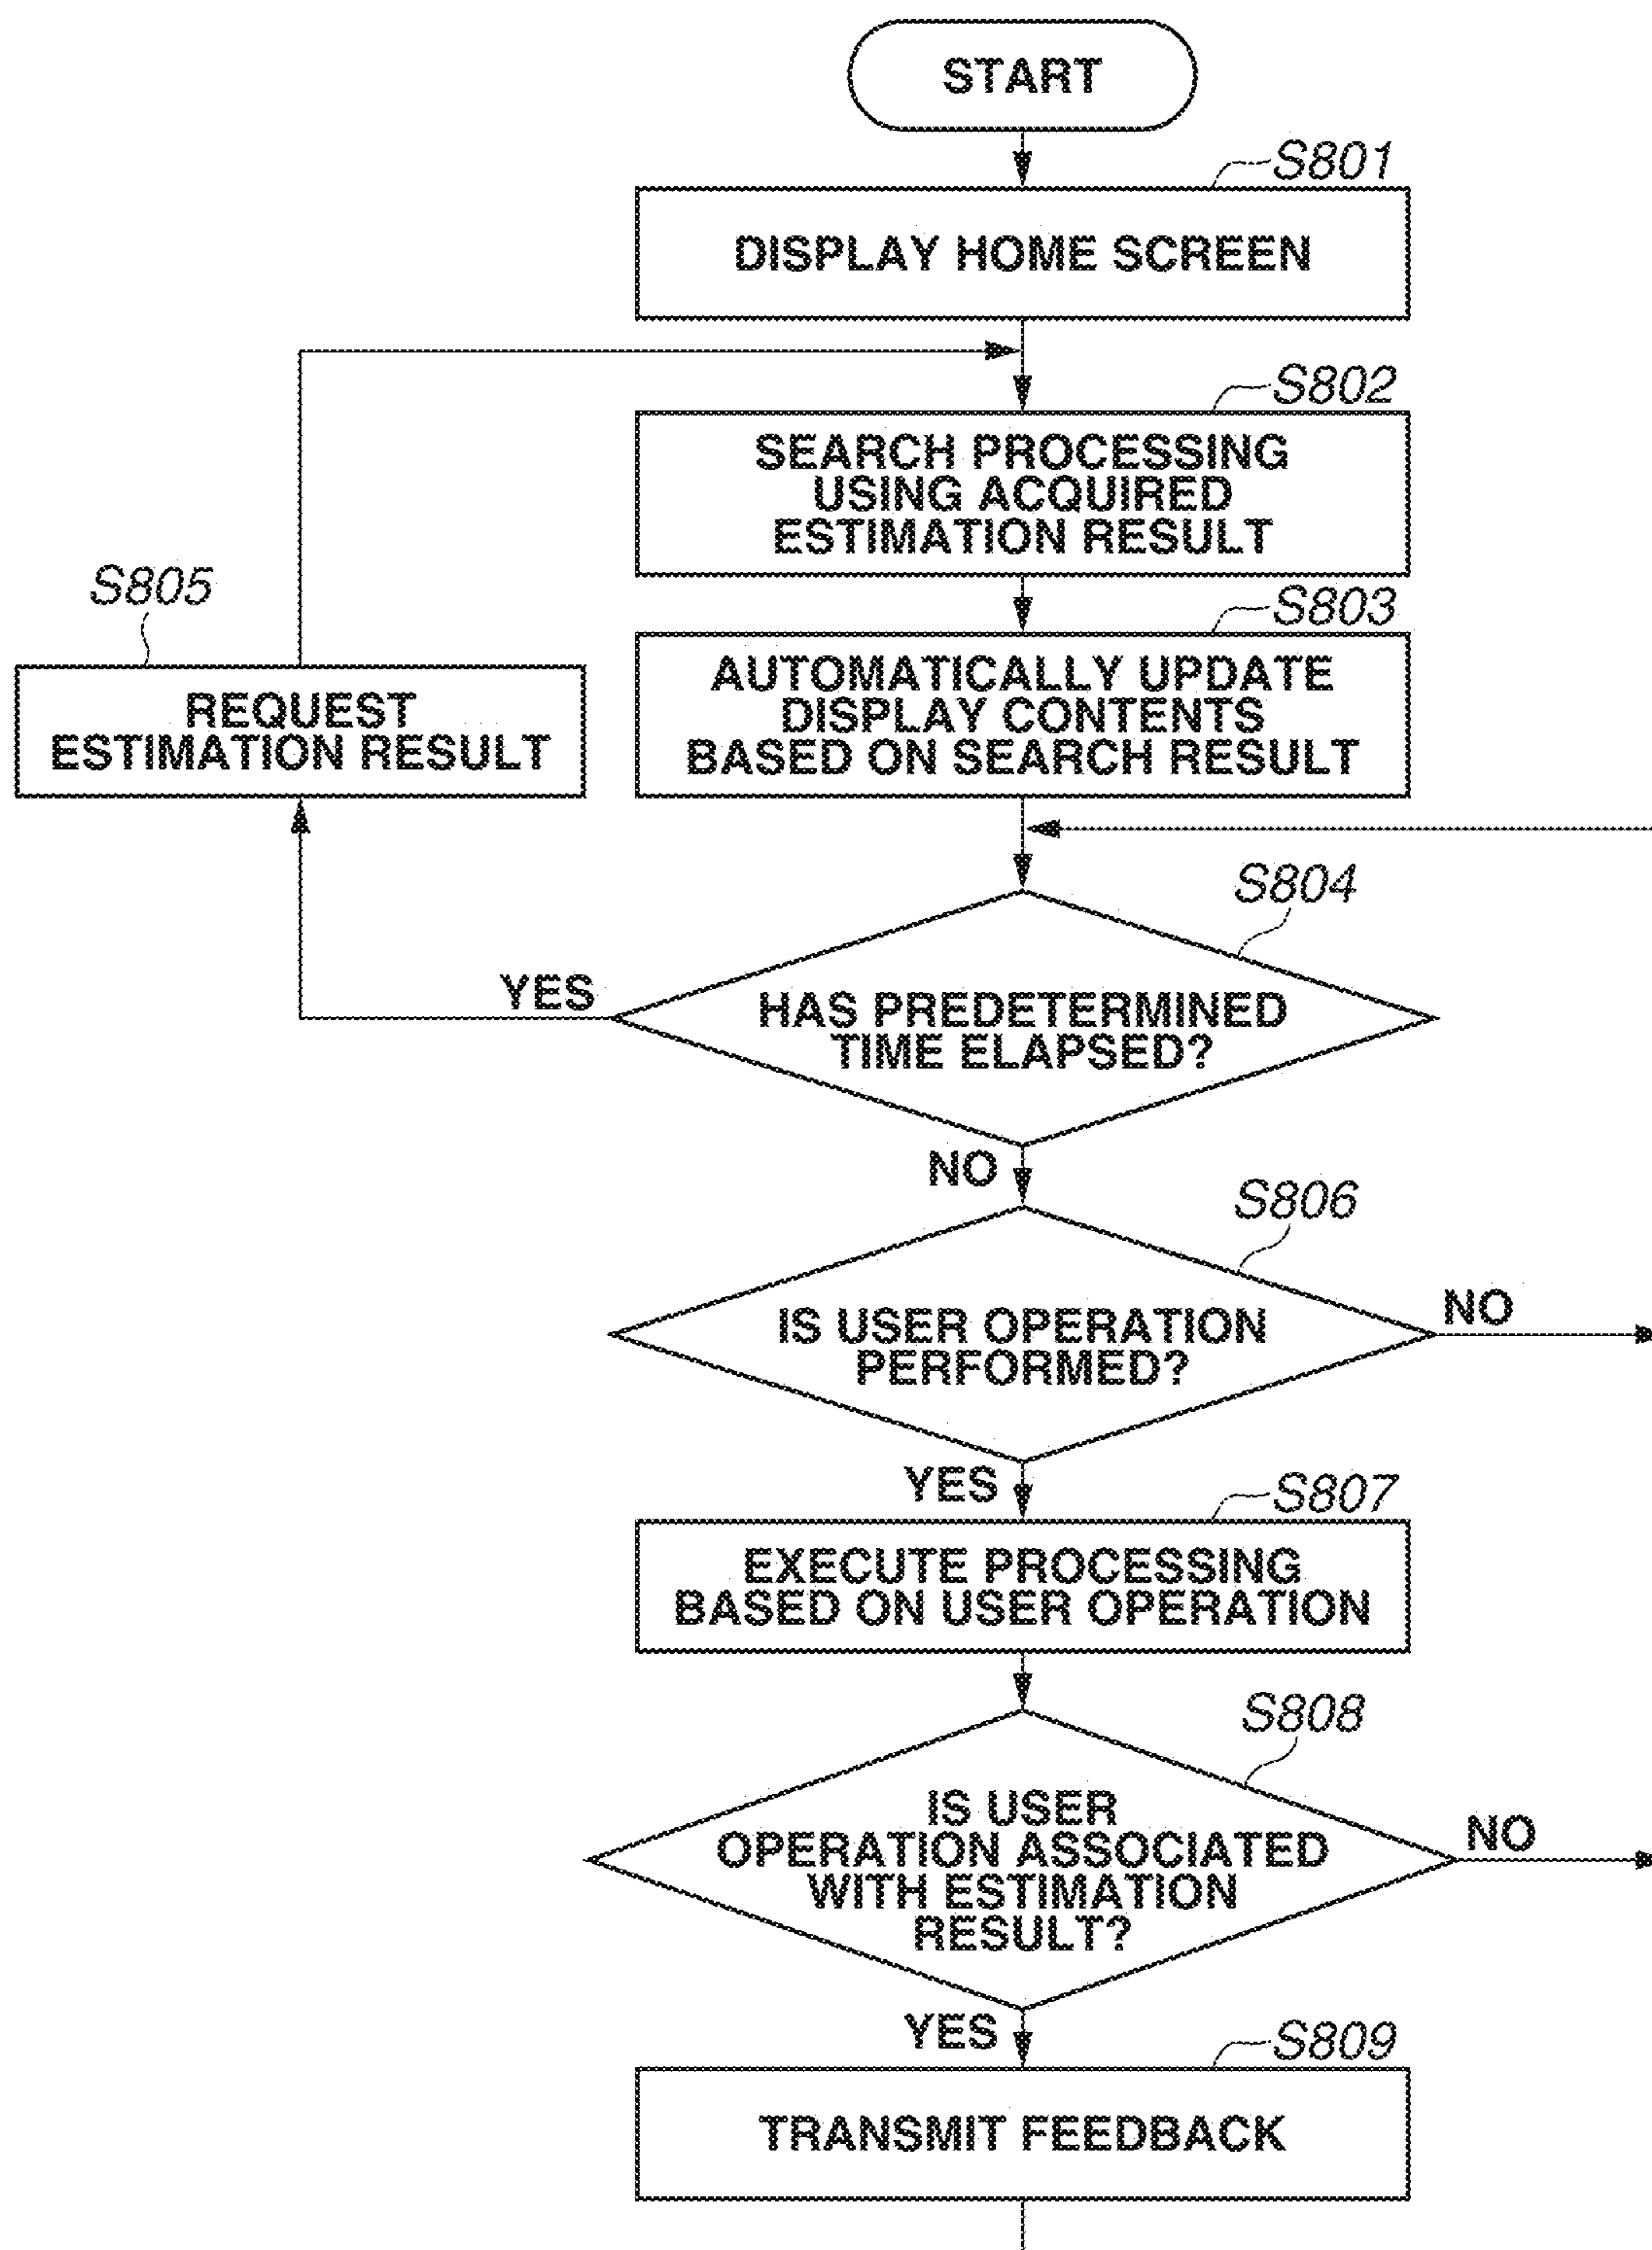 START
S801
DISPLAY HOME SCREEN
S802
SEARCH PROCESSING
USING ACQUIRED
ESTIMATION RESULT
S805
REQUEST
ESTIMATION RESULT
S803
AUTOMATICALLY UPDATE
DISPLAY CONTENTS
BASED ON SEARCH RESULT
S804
YES
HAS PREDETERMINED
TIME ELAPSED?
NO
S806
IS USER OPERATION
PERFORMED?
NO
YES
S807
EXECUTE PROCESSING
BASED ON USER OPERATION
S808
IS USER
OPERATION ASSOCIATED
WITH ESTIMATION
RESULT?
NO
YES
S809
TRANSMIT FEEDBACK